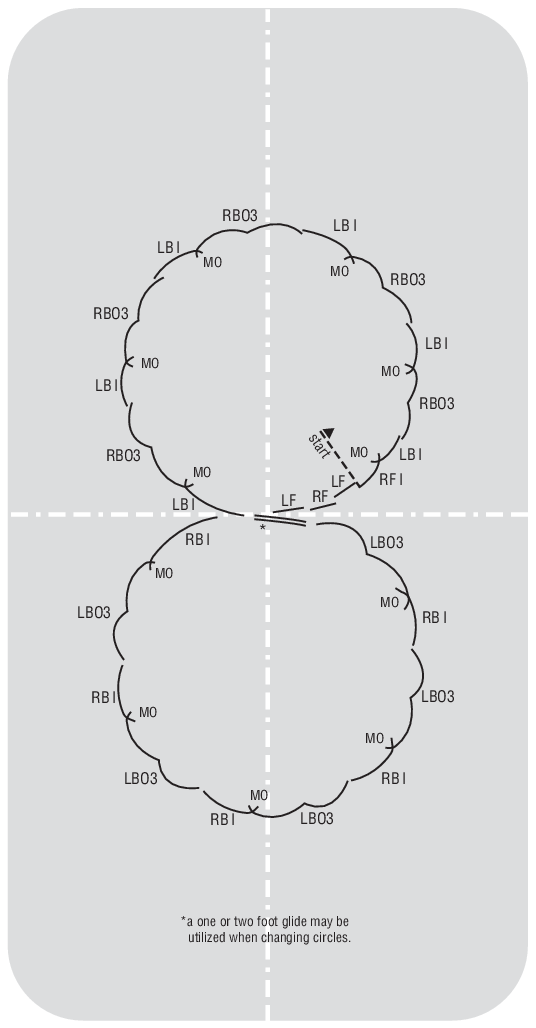 RBO3
LBI
LBI
MO
MO
RBO3
RBO3
LBI
MO
MO
LBI
RBO3
start
MO
LBI
RBO3
MO
LF
RFI
LF
RF
LBI
*
RBI
LBO3
MO
MO
LBO3
RBI
RBI
LBO3
MO
MO
LBO3
RBI
MO
RBI
LBO3
*a one or two foot glide may be
utilized when changing circles.